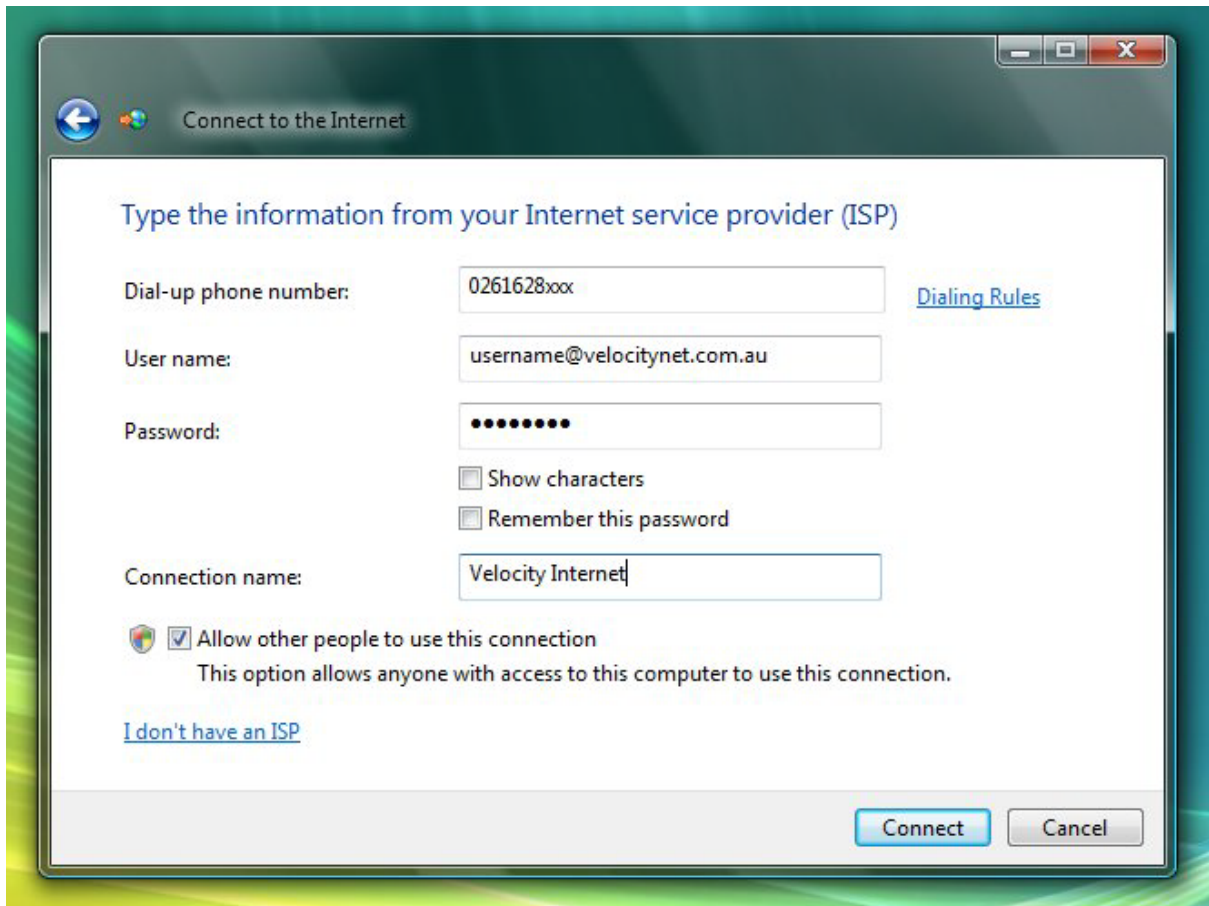 Connect to the Internet
Type the information from your Internet service provider (ISP)
Dial-up phone number: 0261628xxx Dialing Rules
User name: username@velocitynet.com.au
Password: ●●●●●●●●
Show characters
Remember this password
Connection name: Velocity Internet
Allow other people to use this connection
This option allows anyone with access to this computer to use this connection.
I don't have an ISP
Connect Cancel